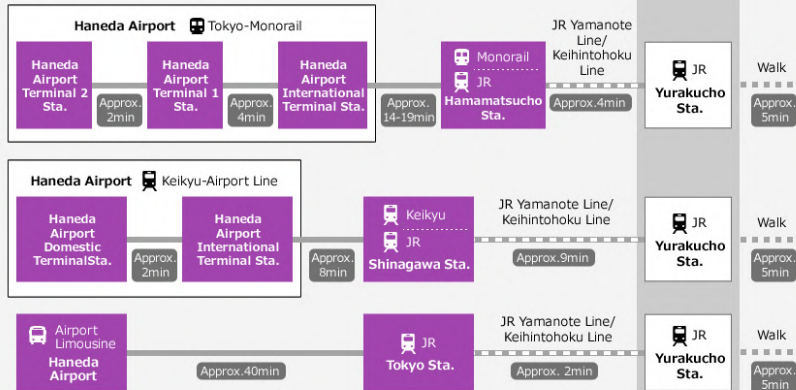 Haneda Airport Tokyo-Monorail
Haneda
Airport
Terminal 2
Sta.
Approx.
2min
Haneda
Airport
Terminal 1
Sta.
Approx.
4min
Haneda
Airport
International
Terminal Sta.
Approx.
14-19min
Monorail
JR
Hamamatsucho
Sta.
JR Yamanote
Line/
Keihintohoku
Line
Approx.4min
JR
Yurakucho
Sta.
Walk
Approx.
5min
Haneda Airport Keikyu-Airport Line
Haneda
Airport
Domestic
TerminalSta.
Approx.
2min
Haneda
Airport
International
Terminal Sta.
Approx.
8min
Keikyu
JR
Shinagawa Sta.
JR Yamanote Line/
Keihintohoku Line
Approx.9min
JR
Yurakucho
Sta.
Walk
Approx.
5min
Airport
Limousine
Haneda
Airport
Approx.40min
JR
Tokyo Sta.
JR Yamanote Line/
Keihintohoku Line
Approx. 2min
JR
Yurakucho
Sta.
Walk
Approx.
5min